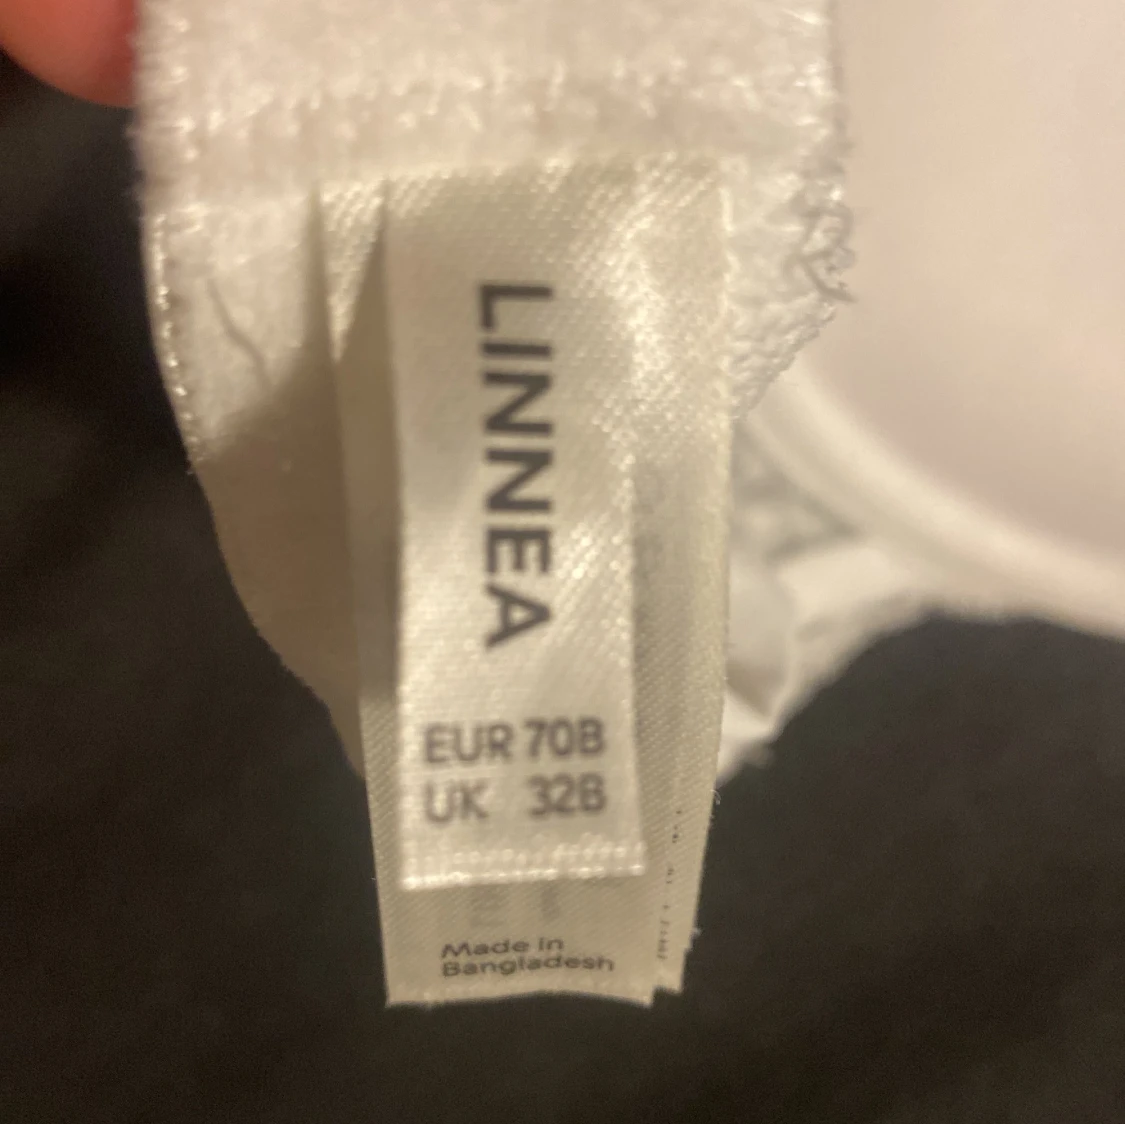 LINNEA
EUR 70B
UK 32B
Made in
Bangladesh